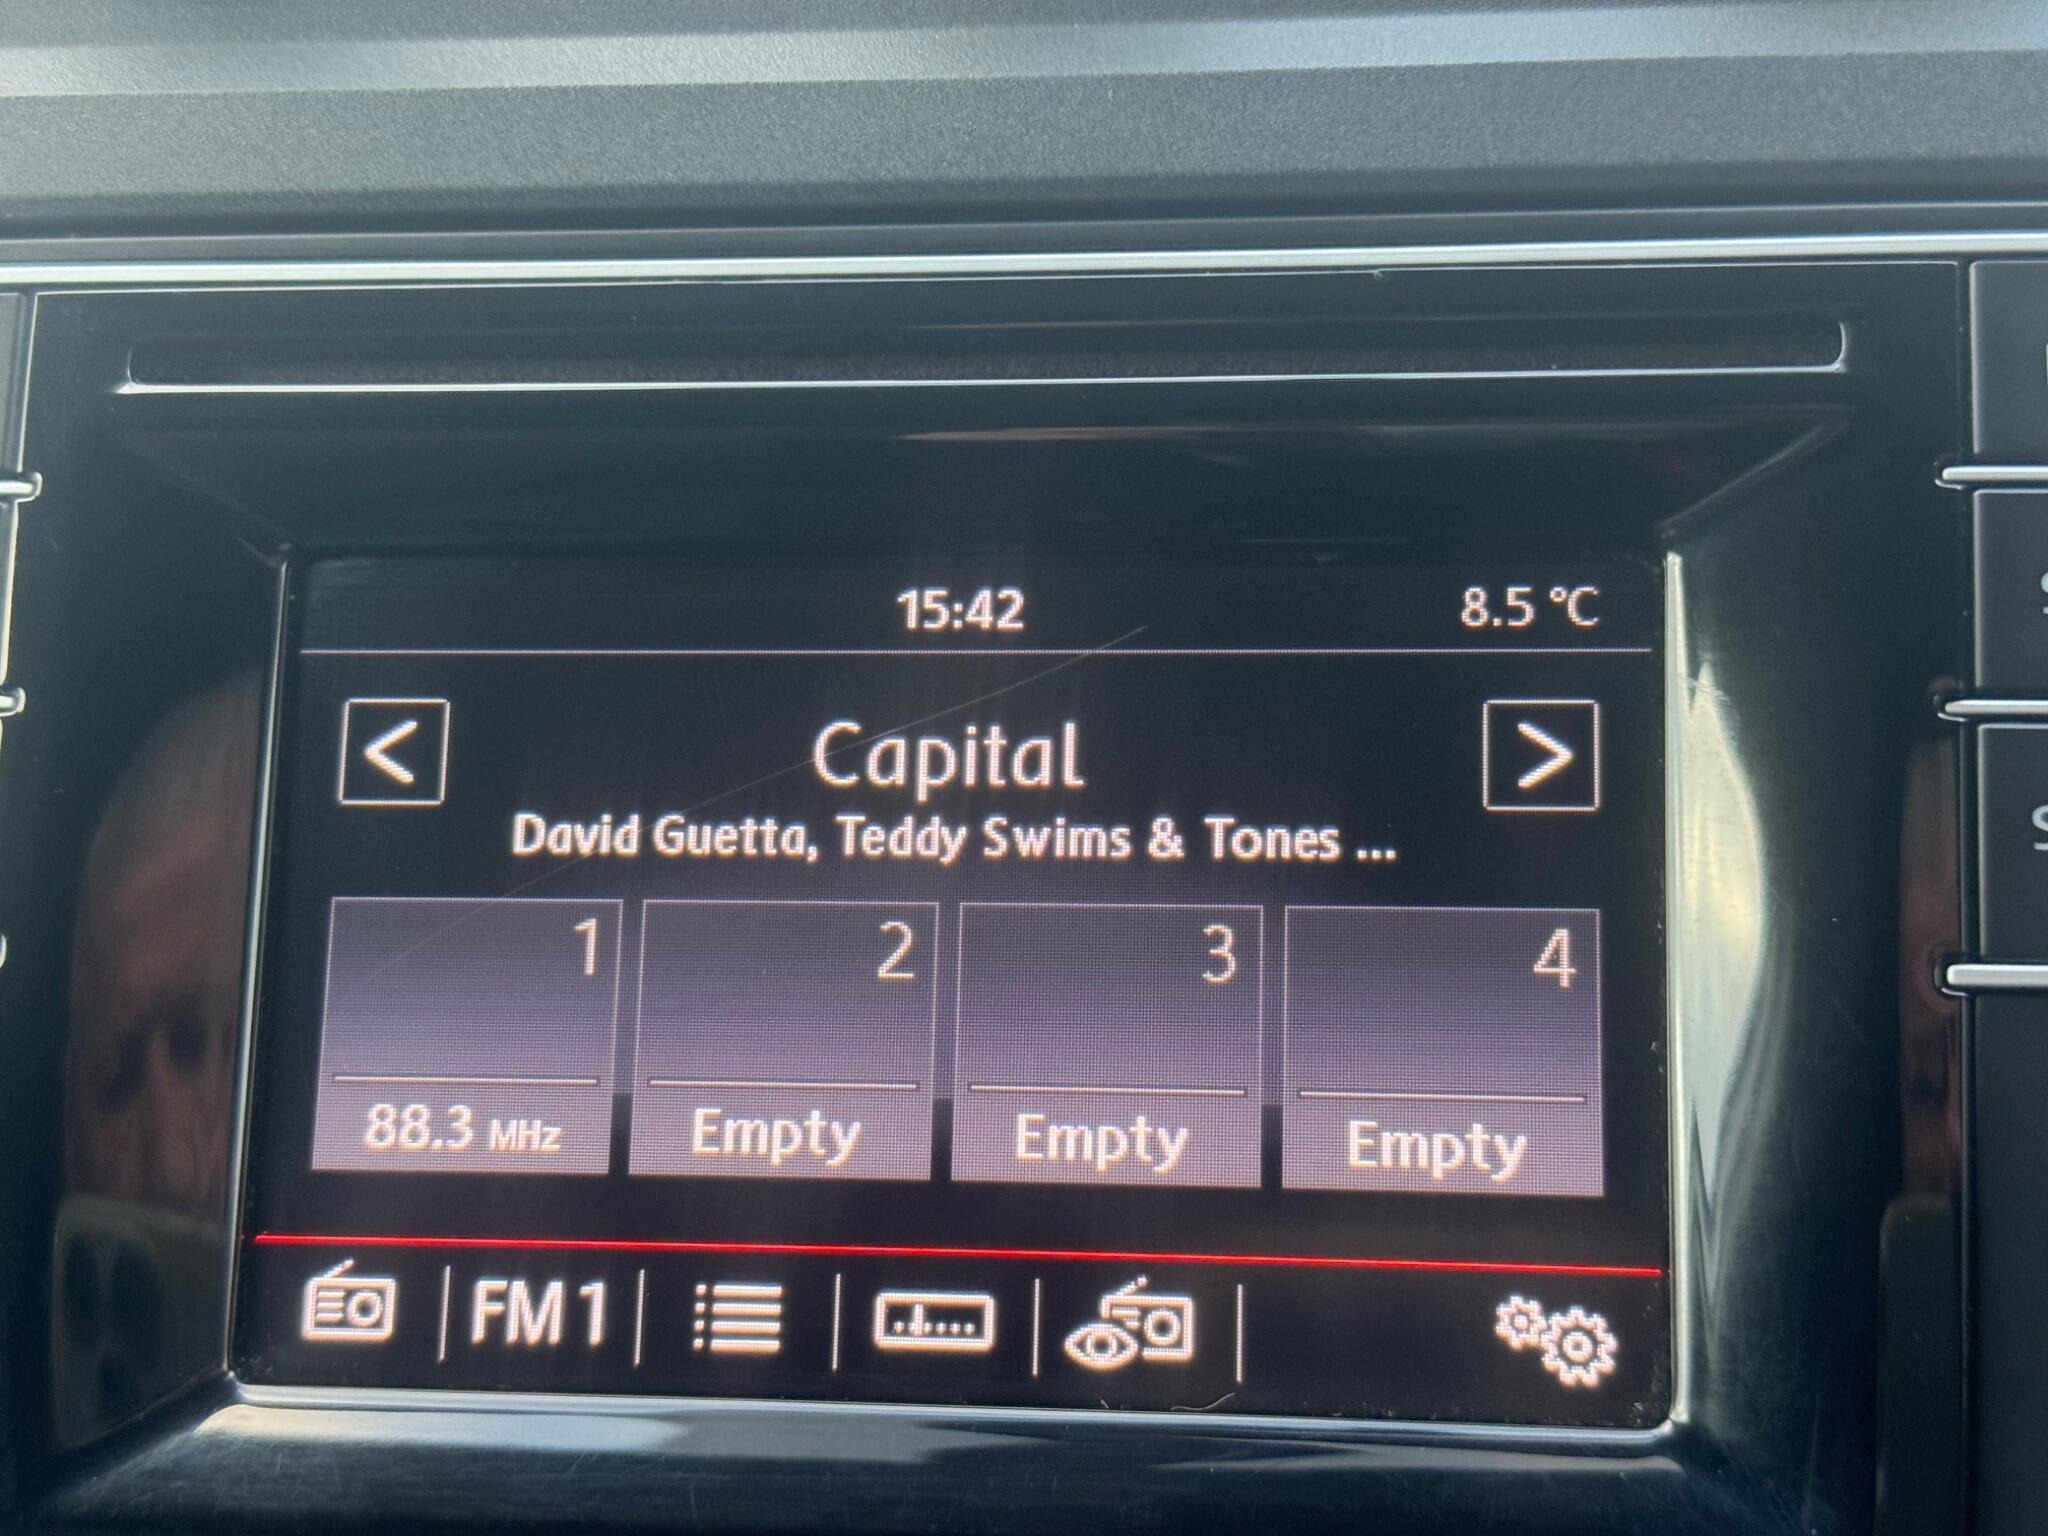 15:42 8.5 °C
< Capital >
David Guetta, Teddy Swims & Tones ...
1 2 3 4
88.3 MHz Empty Empty Empty
FM 1